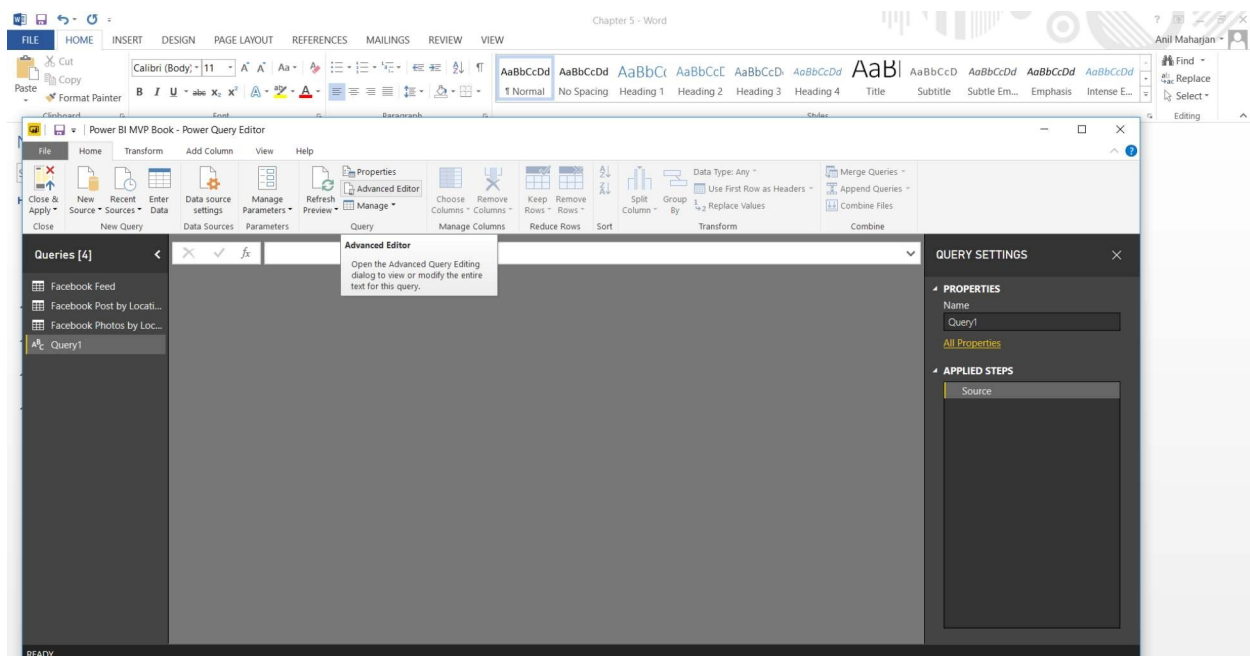 Chapter 5 - Word
FILE HOME INSERT DESIGN PAGE LAYOUT REFERENCES MAILINGS REVIEW VIEW
Anil Maharjan
Paste
Cut
Copy
Format Painter
Clipboard
Calibri (Body) 11
Font
Paragraph
AaBbCcDd AaBbCcDd AaBbCc AaBbCcD AaBbCcDd AaB AaBbCcD AaBbCcDd AaBbCcDd AaBbCcDd
¶ Normal No Spacing Heading 1 Heading 2 Heading 3 Heading 4 Title Subtitle Subtle Em... Emphasis Intense E...
Styles
Find
Replace
Select
Editing
Power BI MVP Book - Power Query Editor
File Home Transform Add Column View Help
Close & Apply
Close
New Source
Recent Sources
Enter Data
New Query
Data source settings
Data Sources
Manage Parameters
Parameters
Refresh Preview
Properties
Advanced Editor
Manage
Query
Choose Columns
Remove Columns
Manage Columns
Keep Rows
Remove Rows
Reduce Rows
Sort
Split Column
Group By
Data Type: Any
Use First Row as Headers
Replace Values
Transform
Merge Queries
Append Queries
Combine Files
Combine
Queries [4]
fx
Advanced Editor
Open the Advanced Query Editing
dialog to view or modify the entire
text for this query.
Facebook Feed
Facebook Post by Locati...
Facebook Photos by Loc...
ABC Query1
QUERY SETTINGS
PROPERTIES
Name
Query1
All Properties
APPLIED STEPS
Source
READY